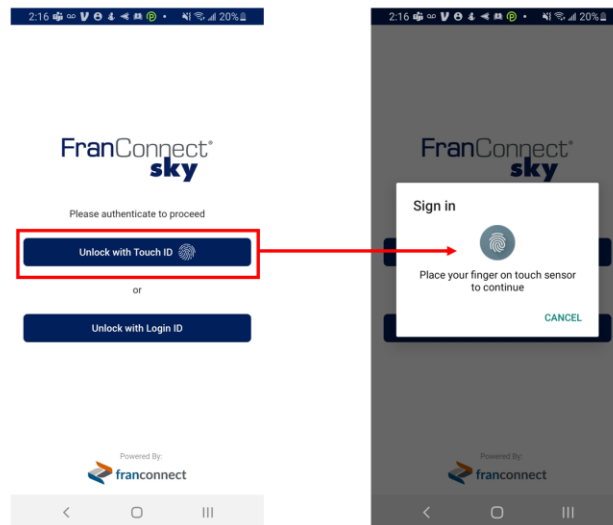 2:16 20%
FranConnect®
sky
Please authenticate to proceed
Unlock with Touch ID
or
Unlock with Login ID
Powered By:
franconnect
2:16 20%
FranConnect®
sky
Sign in
Place your finger on touch sensor
to continue
CANCEL
Powered By:
franconnect